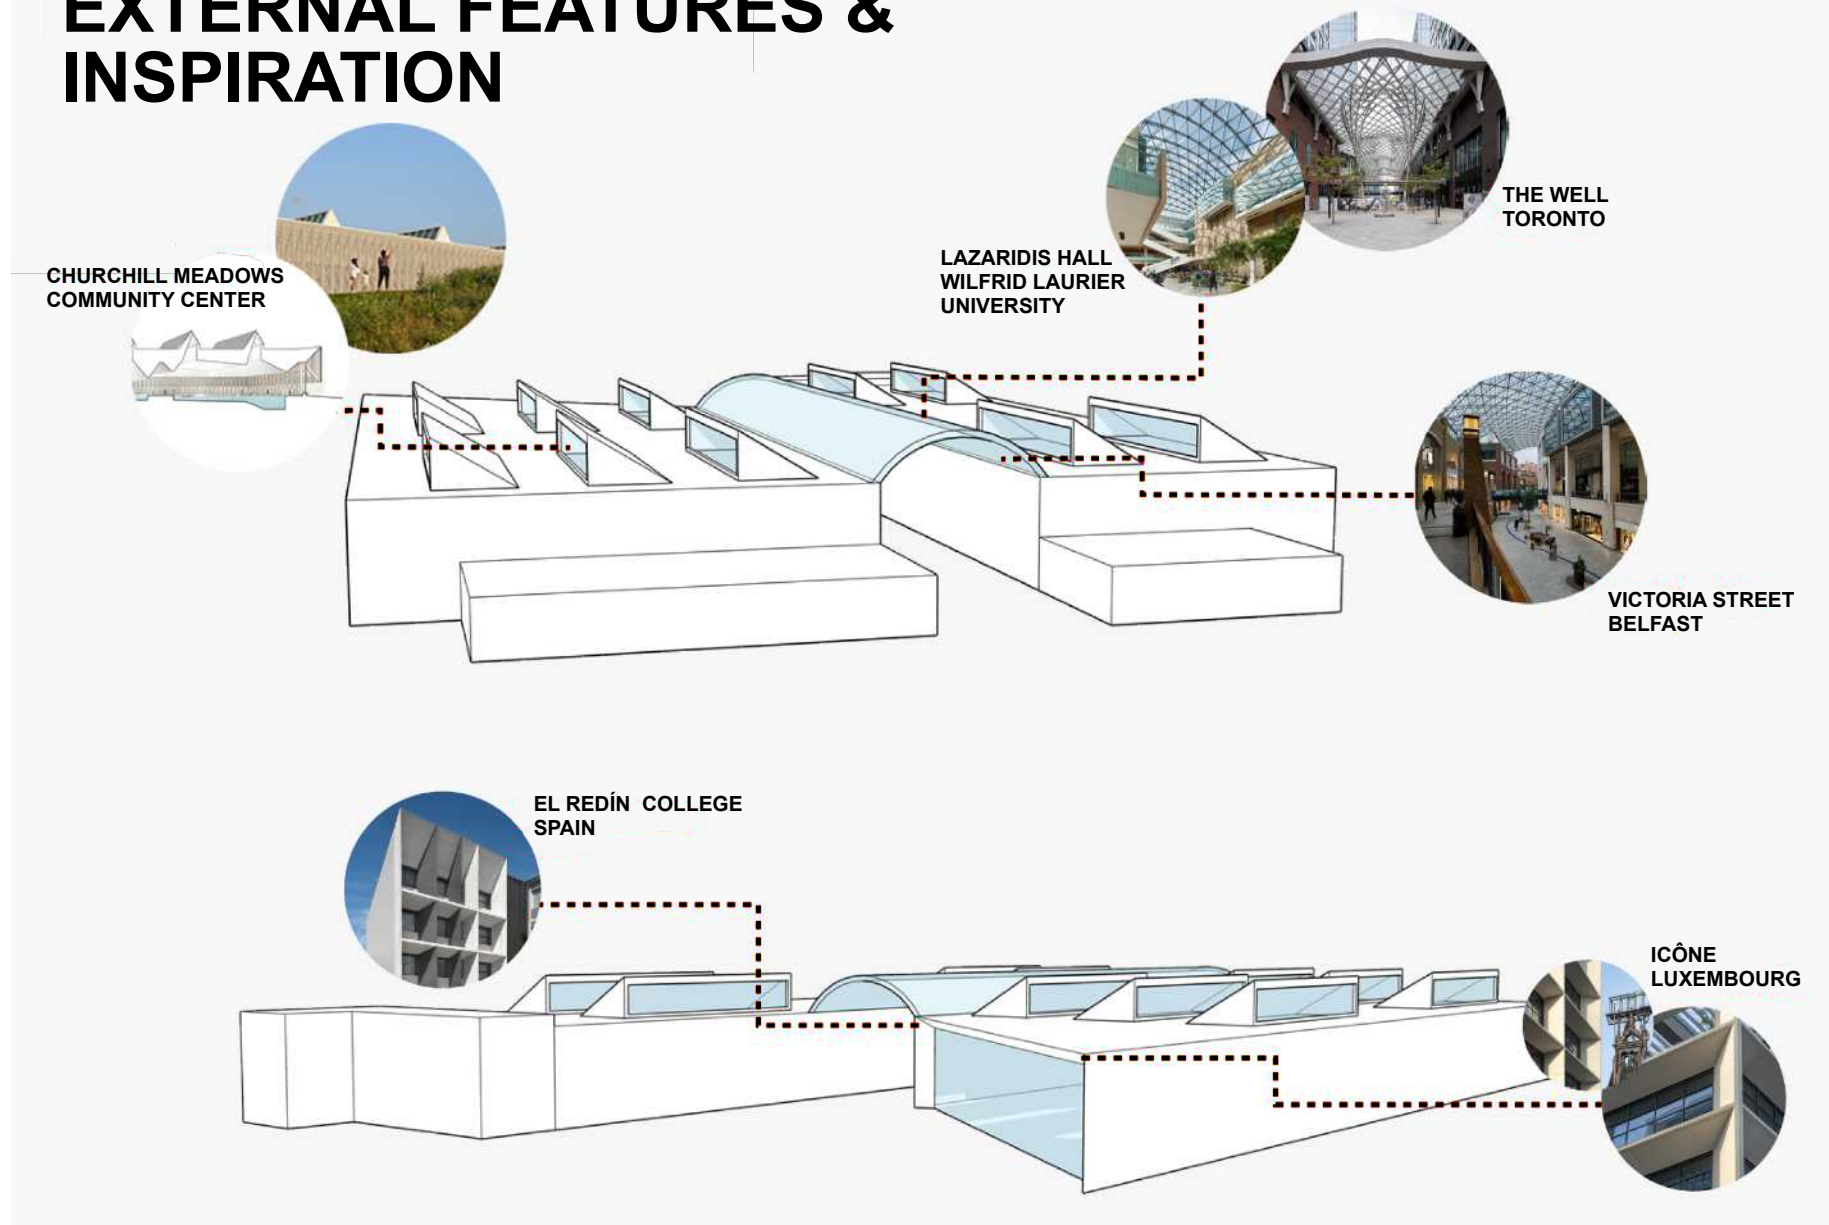 EXTERNAL FEATURES &
INSPIRATION
THE WELL
TORONTO
LAZARIDIS HALL
WILFRID LAURIER
UNIVERSITY
CHURCHILL MEADOWS
COMMUNITY CENTER
VICTORIA STREET
BELFAST
EL REDÍN  COLLEGE
SPAIN
ICÔNE
LUXEMBOURG